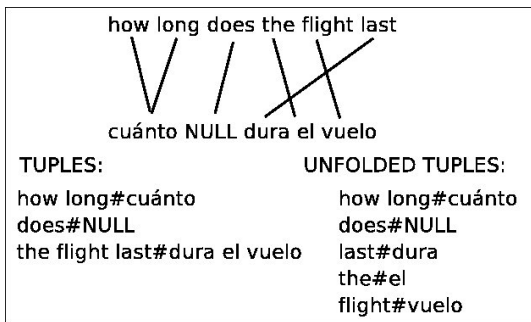 how long does the flight last
cuánto NULL dura el vuelo
TUPLES:
how long#cuánto
does#NULL
the flight last#dura el vuelo
UNFOLDED TUPLES:
how long#cuánto
does#NULL
last#dura
the#el
flight#vuelo